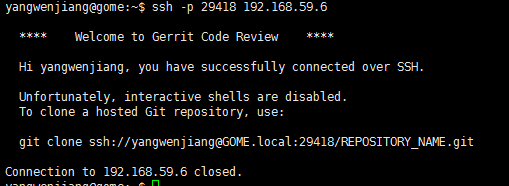 yangwenjiang@gome:~$ ssh -p 29418 192.168.59.6
**** Welcome to Gerrit Code Review ****
Hi yangwenjiang, you have successfully connected over SSH.
Unfortunately, interactive shells are disabled.
To clone a hosted Git repository, use:
git clone ssh://yangwenjiang@GOME.local:29418/REPOSITORY_NAME.git
Connection to 192.168.59.6 closed.
yangwenjiang@gome:~$